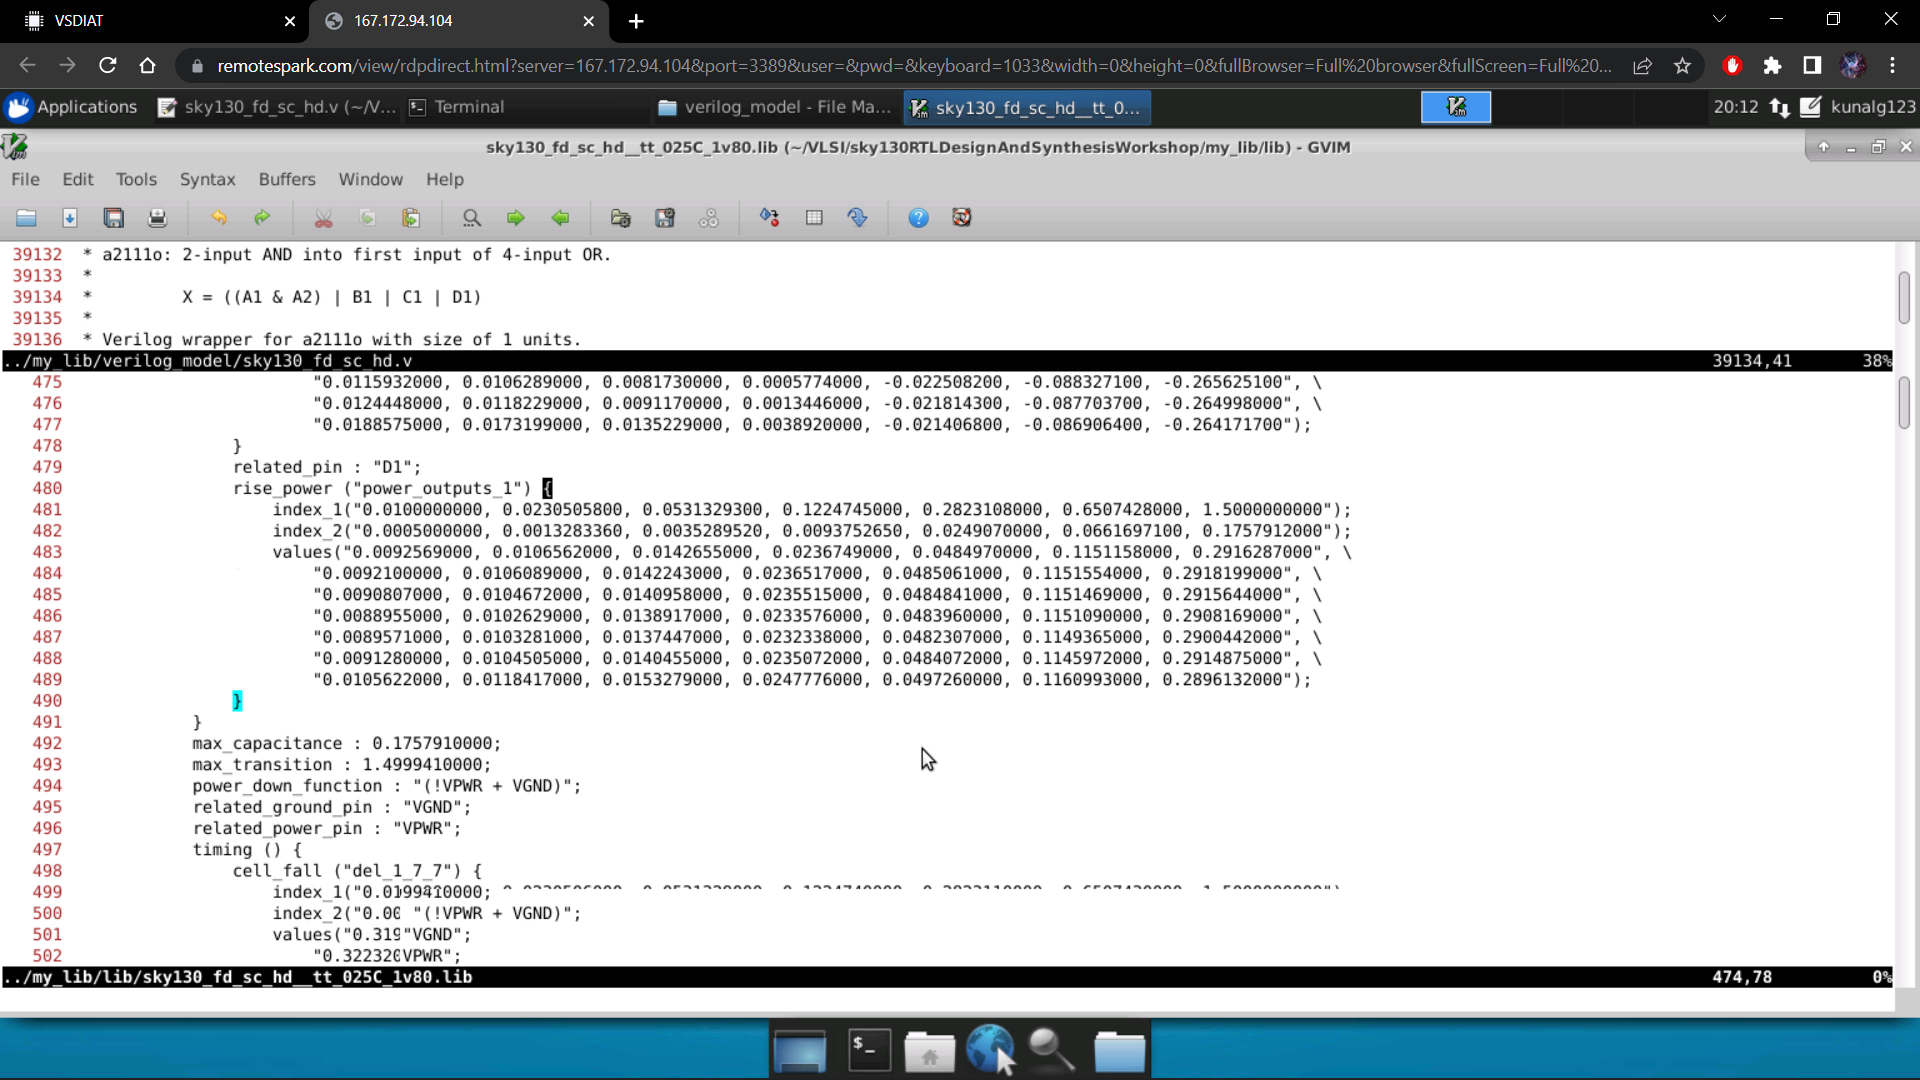 VSDIAT
167.172.94.104
remotespark.com/view/rdpdirect.html?server=167.172.94.104&port=3389&user=&pwd=&keyboard=1033&width=0&height=0&fullBrowser=Full%20browser&fullScreen=Full%20...
Applications sky130_fd_sc_hd.v (~/V... Terminal verilog_model - File Ma... sky130_fd_sc_hd__tt_0... 20:12 kunalg123
sky130_fd_sc_hd__tt_025C_1v80.lib (~/VLSI/sky130RTLDesignAndSynthesisWorkshop/my_lib/lib) - GVIM
File Edit Tools Syntax Buffers Window Help
39132 * a2111o: 2-input AND into first input of 4-input OR.
39133 *
39134 * X = ((A1 & A2) | B1 | C1 | D1)
39135 *
39136 * Verilog wrapper for a2111o with size of 1 units.
../my_lib/verilog_model/sky130_fd_sc_hd.v 39134,41 38%
475 "0.0115932000, 0.0106289000, 0.0081730000, 0.0005774000, -0.022508200, -0.088327100, -0.265625100", \
476 "0.0124448000, 0.0118229000, 0.0091170000, 0.0013446000, -0.021814300, -0.087703700, -0.264998000", \
477 "0.0188575000, 0.0173199000, 0.0135229000, 0.0038920000, -0.021406800, -0.086906400, -0.264171700");
478 }
479 related_pin : "D1";
480 rise_power ("power_outputs_1") {
481 index_1("0.0100000000, 0.0230505800, 0.0531329300, 0.1224745000, 0.2823108000, 0.6507428000, 1.5000000000");
482 index_2("0.0005000000, 0.0013283360, 0.0035289520, 0.0093752650, 0.0249070000, 0.0661697100, 0.1757912000");
483 values("0.0092569000, 0.0106562000, 0.0142655000, 0.0236749000, 0.0484970000, 0.1151158000, 0.2916287000", \
484 "0.0092100000, 0.0106089000, 0.0142243000, 0.0236517000, 0.0485061000, 0.1151554000, 0.2918199000", \
485 "0.0090807000, 0.0104672000, 0.0140958000, 0.0235515000, 0.0484841000, 0.1151469000, 0.2915644000", \
486 "0.0088955000, 0.0102629000, 0.0138917000, 0.0233576000, 0.0483960000, 0.1151090000, 0.2908169000", \
487 "0.0089571000, 0.0103281000, 0.0137447000, 0.0232338000, 0.0482307000, 0.1149365000, 0.2900442000", \
488 "0.0091280000, 0.0104505000, 0.0140455000, 0.0235072000, 0.0484072000, 0.1145972000, 0.2914875000", \
489 "0.0105622000, 0.0118417000, 0.0153279000, 0.0247776000, 0.0497260000, 0.1160993000, 0.2896132000");
490 }
491 }
492 max_capacitance : 0.1757910000;
493 max_transition : 1.4999410000;
494 power_down_function : "(!VPWR + VGND)";
495 related_ground_pin : "VGND";
496 related_power_pin : "VPWR";
497 timing () {
498 cell_fall ("del_1_7_7") {
499 index_1("0.01
500 index_2("0.00 "(!VPWR + VGND)";
501 values("0.319"VGND";
502 "0.322320VPWR";
../my_lib/lib/sky130_fd_sc_hd__tt_025C_1v80.lib 474,78 0%